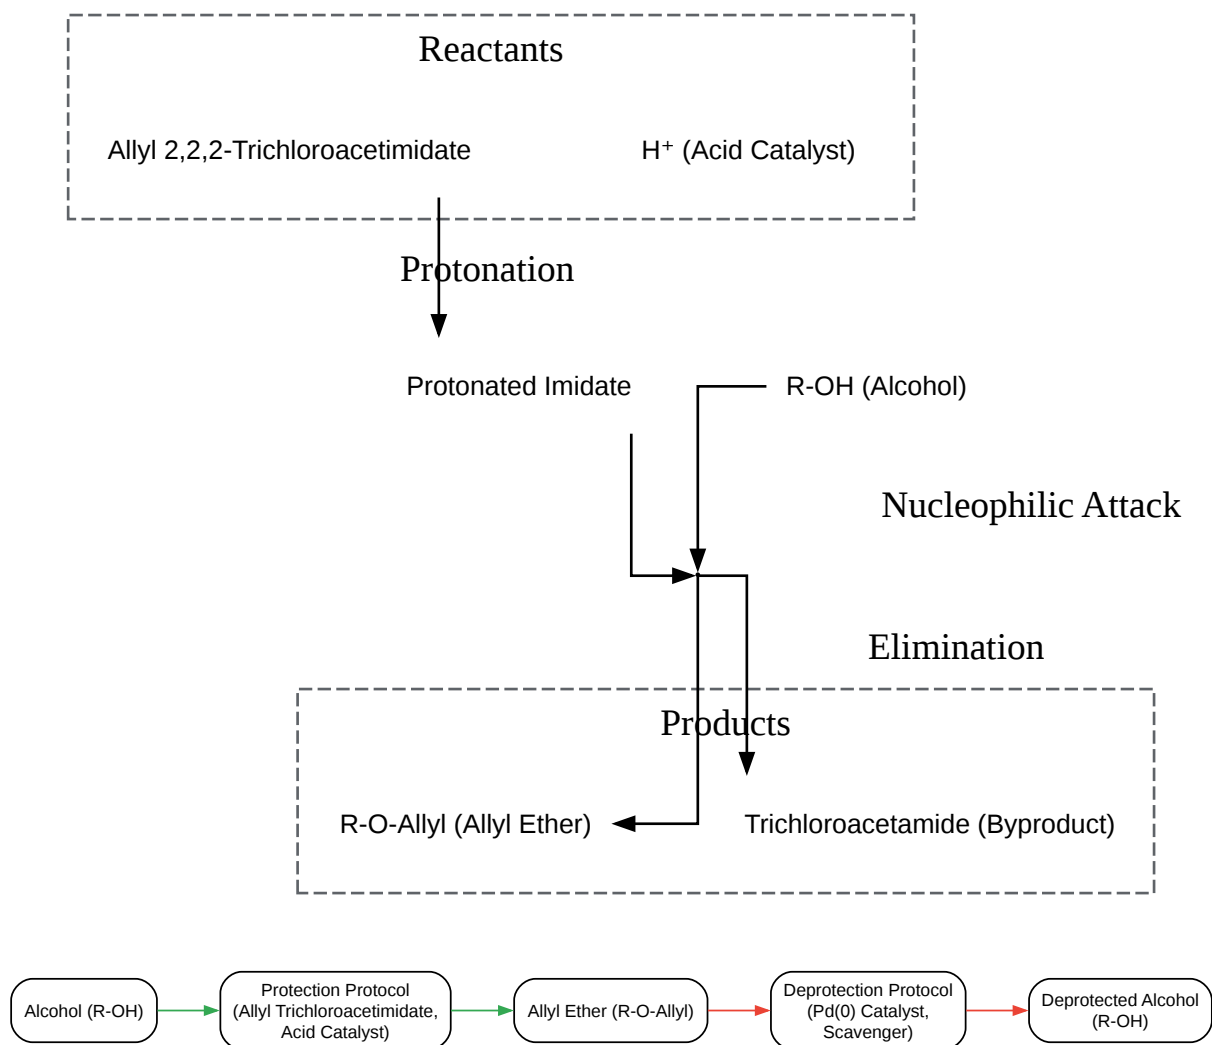 Reactants
Allyl 2,2,2-Trichloroacetimidate
H⁺ (Acid Catalyst)
Protonation
Protonated Imidate
R-OH (Alcohol)
Nucleophilic Attack
Elimination
Products
R-O-Allyl (Allyl Ether)
Trichloroacetamide (Byproduct)
Alcohol (R-OH)
Protection Protocol
(Allyl Trichloroacetimidate,
Acid Catalyst)
Allyl Ether (R-O-Allyl)
Deprotection Protocol
(Pd(0) Catalyst,
Scavenger)
Deprotected Alcohol
(R-OH)